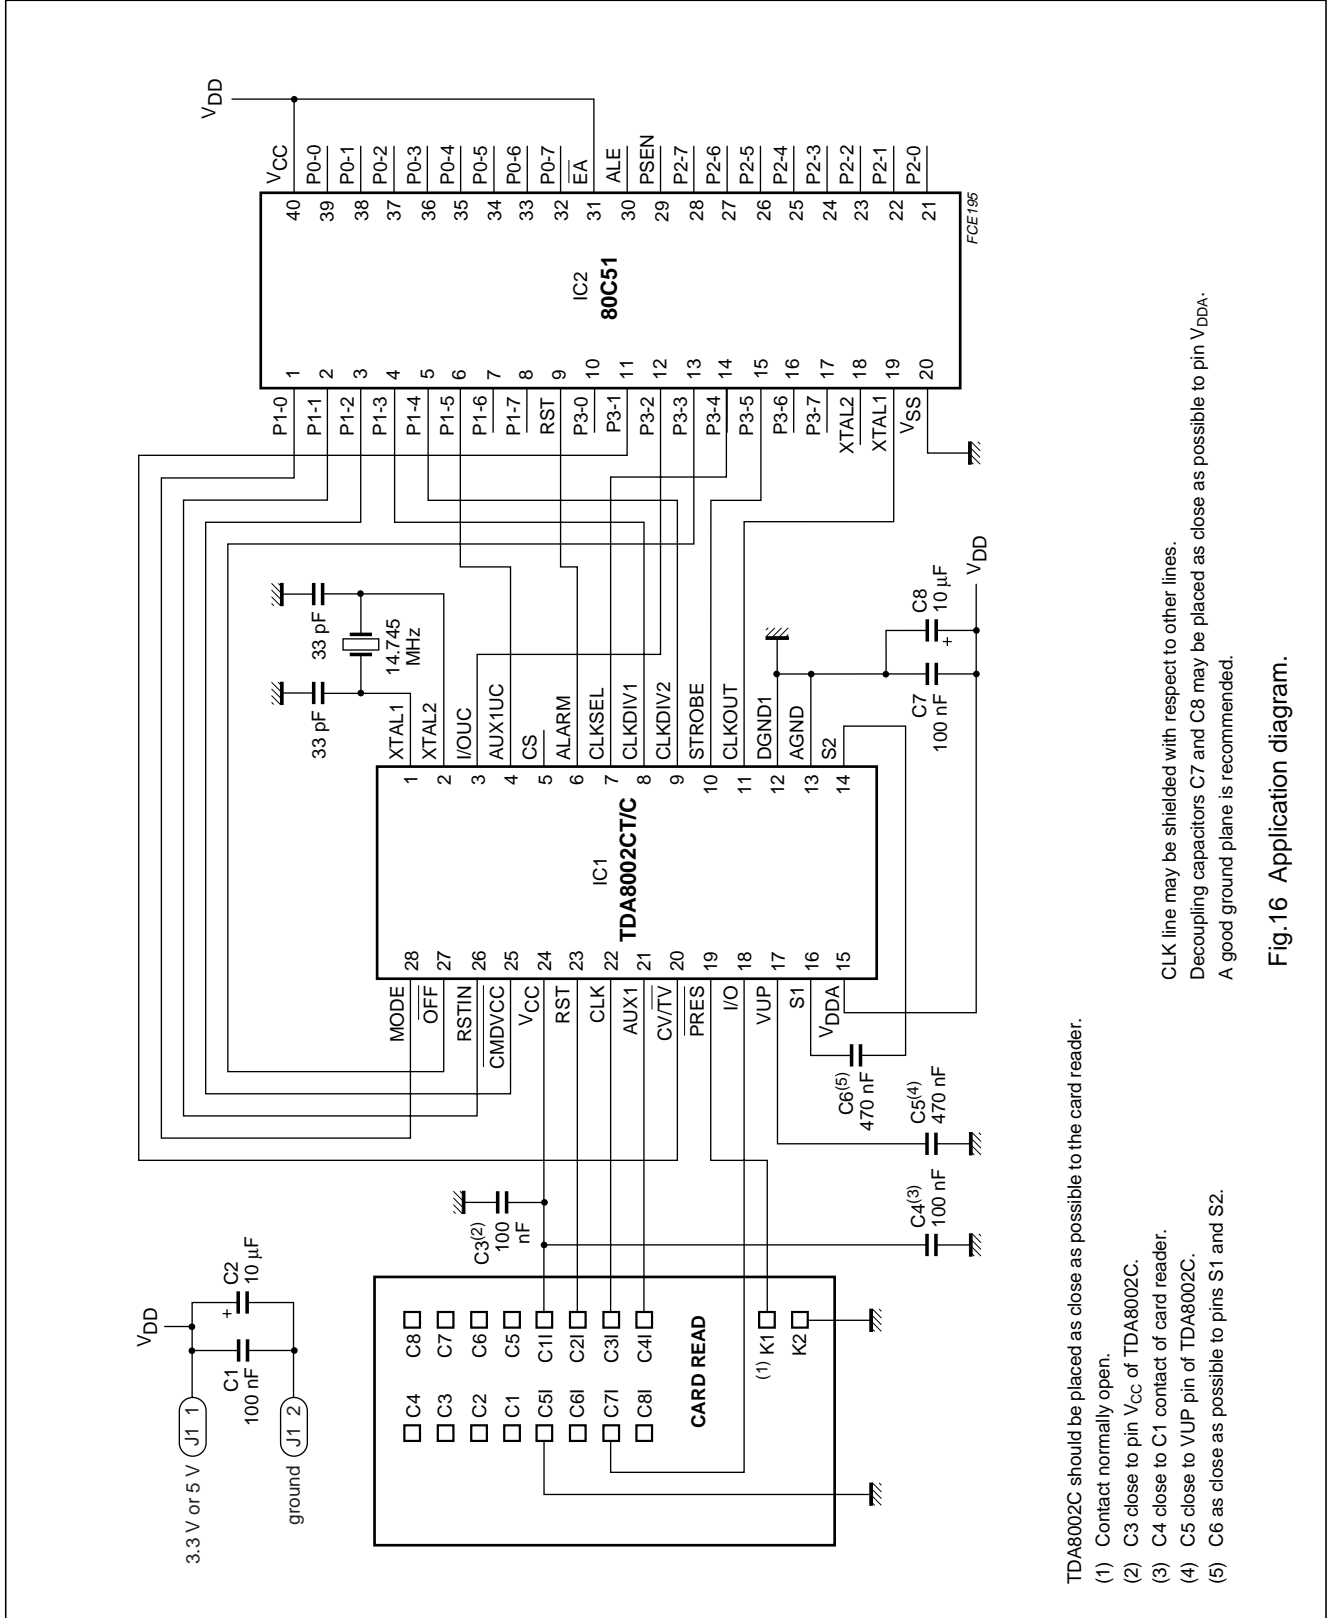 3.3 V or 5 V
J1 1
ground
J1 2
VDD
C1
100 nF
C2
10 µF
+
C4
C3
C2
C1
C5I
C6I
C7I
C8I
C8
C7
C6
C5
C1I
C2I
C3I
C4I
CARD READ
(1) K1
K2
C3(2)
100
nF
C4(3)
100 nF
C5(4)
470 nF
C6(5)
470 nF
MODE
OFF
RSTIN
CMDVCC
VCC
RST
CLK
AUX1
CV/TV
PRES
I/O
VUP
S1
VDDA
28
27
26
25
24
23
22
21
20
19
18
17
16
15
IC1
TDA8002CT/C
1
2
3
4
5
6
7
8
9
10
11
12
13
14
XTAL1
XTAL2
I/OUC
AUX1UC
CS
ALARM
CLKSEL
CLKDIV1
CLKDIV2
STROBE
CLKOUT
DGND1
AGND
S2
33 pF
33 pF
14.745
MHz
C7
100 nF
C8
10 µF
+
VDD
P1-0
P1-1
P1-2
P1-3
P1-4
P1-5
P1-6
P1-7
RST
P3-0
P3-1
P3-2
P3-3
P3-4
P3-5
P3-6
P3-7
XTAL2
XTAL1
VSS
1
2
3
4
5
6
7
8
9
10
11
12
13
14
15
16
17
18
19
20
IC2
80C51
40
39
38
37
36
35
34
33
32
31
30
29
28
27
26
25
24
23
22
21
VCC
P0-0
P0-1
P0-2
P0-3
P0-4
P0-5
P0-6
P0-7
EA
ALE
PSEN
P2-7
P2-6
P2-5
P2-4
P2-3
P2-2
P2-1
P2-0
VDD
FCE195
TDA8002C should be placed as close as possible to the card reader.
(1) Contact normally open.
(2) C3 close to pin VCC of TDA8002C.
(3) C4 close to C1 contact of card reader.
(4) C5 close to VUP pin of TDA8002C.
(5) C6 as close as possible to pins S1 and S2.
CLK line may be shielded with respect to other lines.
Decoupling capacitors C7 and C8 may be placed as close as possible to pin VDDA.
A good ground plane is recommended.
Fig.16 Application diagram.